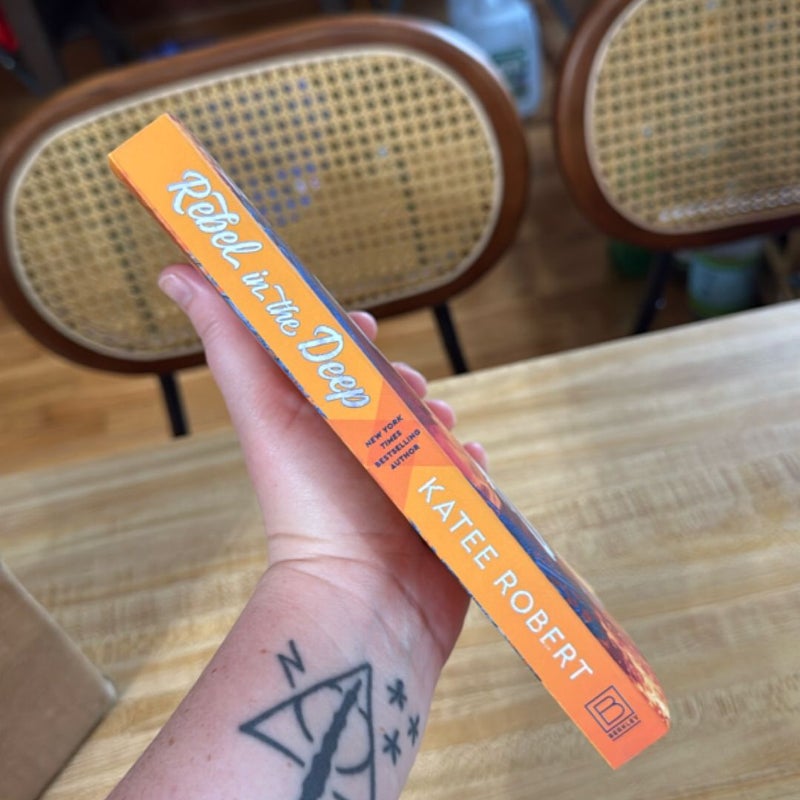 Rebel in the Deep
NEW YORK
TIMES
BESTSELLING
AUTHOR
KATEE ROBERT
B
BERKLEY
N